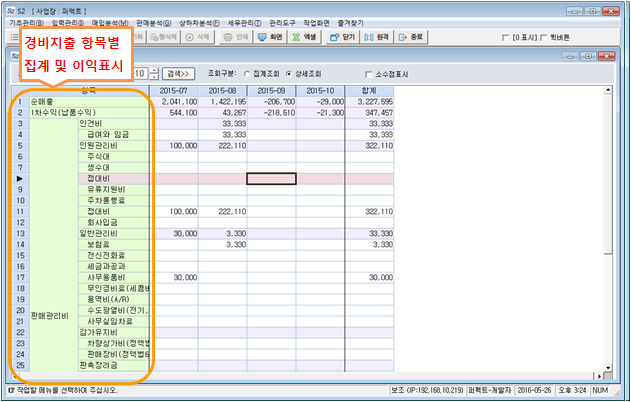 S2 S2 [ 사업장 : 퍼팩트 ]
기초관리(B) 입력관리(I) 매입분석(M) 판매분석(G) 상하차분석(S) 세무관리(T) 관리도구 작업화면 즐겨찾기
행삭제 삭제 인쇄 화면 엑셀 닫기 원격 종료 [0 표시] 퀵버튼
경비지출 항목별
집계 및 이익표시
S2
-10 검색>> 조회구분: 집계조회 상세조회 소수점표시
항목 2015-07 2015-08 2015-09 2015-10 합계
1 순매출 2,041,100 1,422,195 -206,700 -29,000 3,227,595
2 1차수익(납품수익) 544,100 43,267 -218,610 -21,300 347,457
3 인건비 33,333 33,333
4 급여와 임금 33,333 33,333
5 인원관리비 100,000 222,110 322,110
6 주식대
7 생수대
접대비
9 유류지원비
10 주차통행료
11 접대비 100,000 222,110 322,110
12 회사입금
13 일반관리비 30,000 3,330 33,330
14 보험료 3,330 3,330
15 전신전화료
16 세금과공과
17 사무용품비 30,000 30,000
18 무인경비료(세콤비
19 용역비(A/R)
20 판매관리비 수도광열비(전기,
21 사무실임차료
22 감가유지비
23 차량상가비(정액법
24 판매장비(정액법6
25 판촉장려금
작업할 메뉴를 선택하여 주십시오. 보조 (IP:192,168,10,219) 퍼팩트-개발자 2016-05-26 오후 3:24 NUM